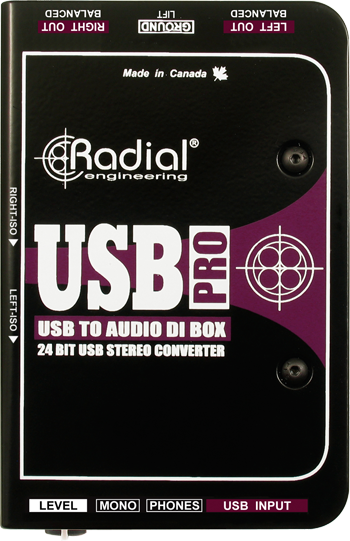 RIGHT OUT
BALANCED
GROUND
LIFT
LEFT OUT
BALANCED
Made in Canada
Radial®
engineering
RIGHT-ISO
LEFT-ISO
USB
PRO
USB TO AUDIO DI BOX
24 BIT USB STEREO CONVERTER
LEVEL
MONO
PHONES
USB INPUT